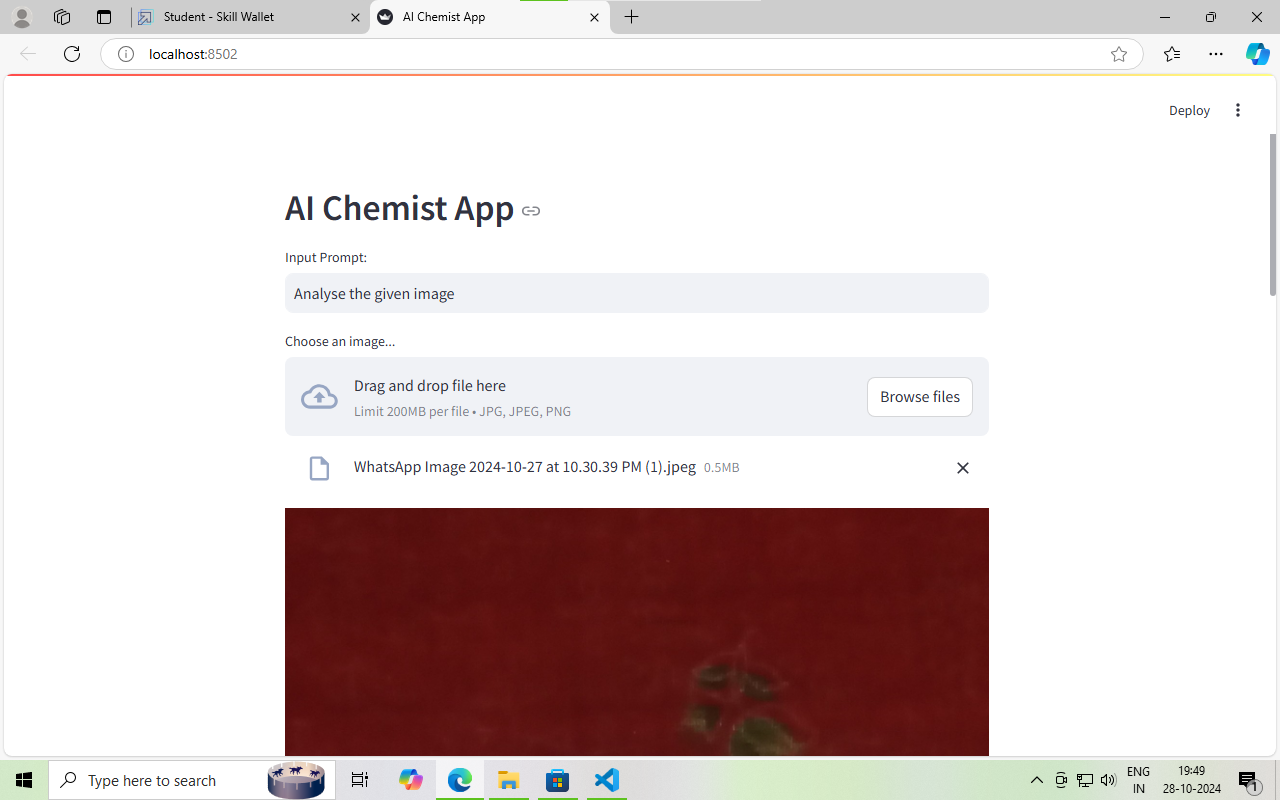 Student - Skill Wallet
AI Chemist App
localhost:8502
Deploy
AI Chemist App
Input Prompt:
Analyse the given image
Choose an image...
Drag and drop file here
Limit 200MB per file • JPG, JPEG, PNG
Browse files
WhatsApp Image 2024-10-27 at 10.30.39 PM (1).jpeg 0.5MB
Type here to search
ENG
IN
19:49
28-10-2024
1